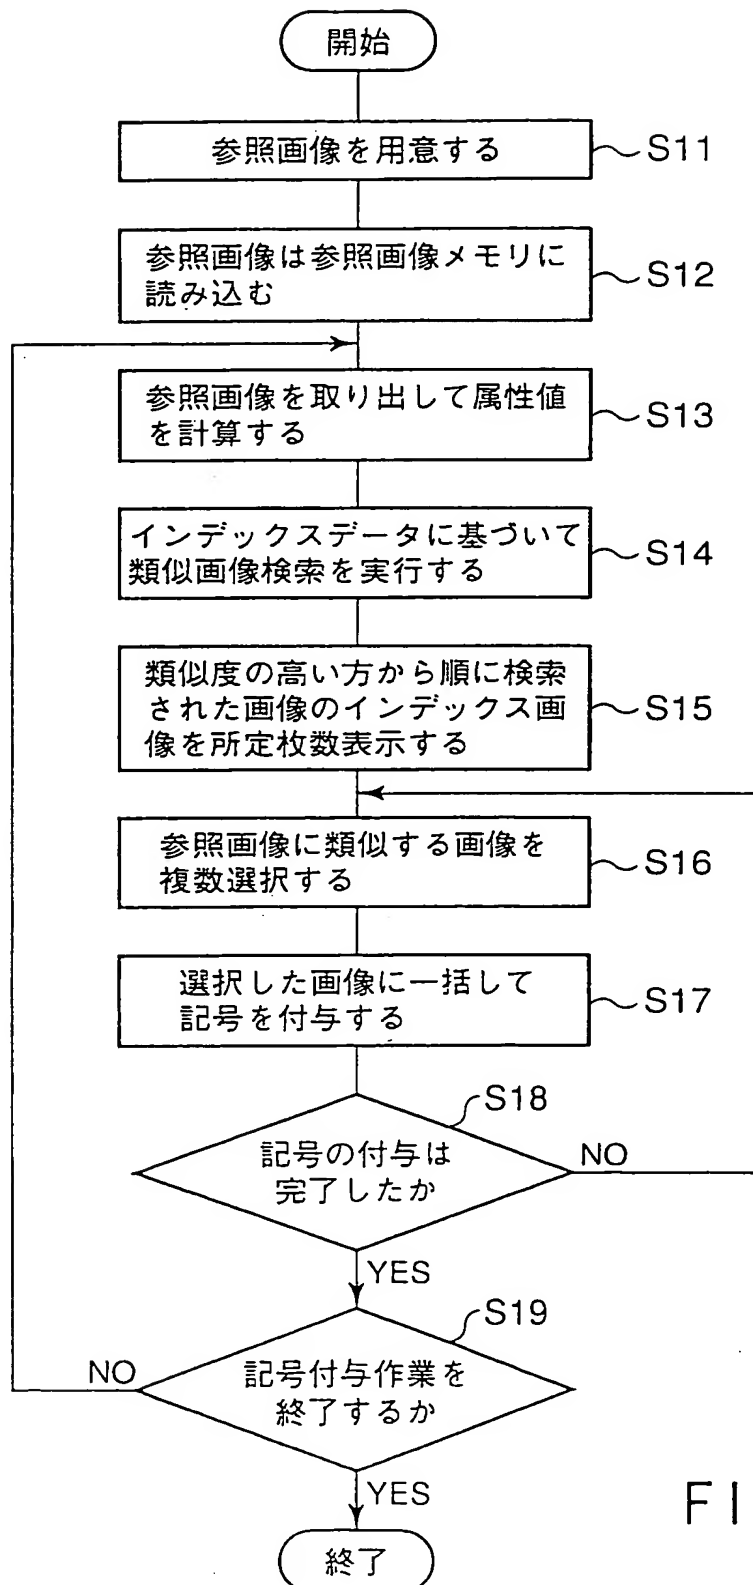 開始
参照画像を用意する
S11
参照画像は参照画像メモリに
読み込む
S12
参照画像を取り出して属性値
を計算する
S13
インデックスデータに基づいて
類似画像検索を実行する
S14
類似度の高い方から順に検索
された画像のインデックス画
像を所定枚数表示する
S15
参照画像に類似する画像を
複数選択する
S16
選択した画像に一括して
記号を付与する
S17
S18
記号の付与は
完了したか
NO
YES
S19
記号付与作業を
終了するか
NO
YES
終了
FI